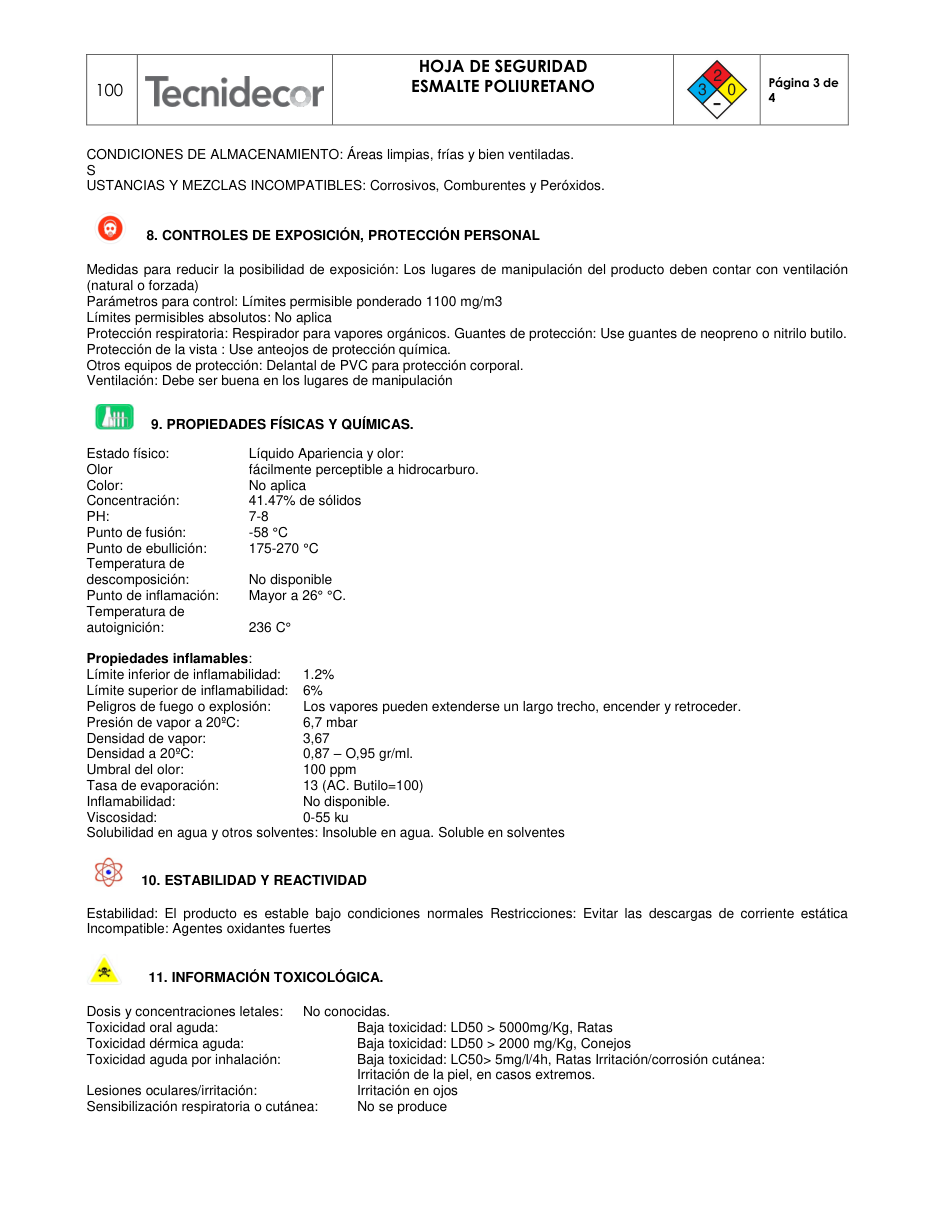 100
Tecnidecor
HOJA DE SEGURIDAD
ESMALTE POLIURETANO
2
3 0
-
Página 3 de
4
CONDICIONES DE ALMACENAMIENTO: Áreas limpias, frías y bien ventiladas.
S
USTANCIAS Y MEZCLAS INCOMPATIBLES: Corrosivos, Comburentes y Peróxidos.
8. CONTROLES DE EXPOSICIÓN, PROTECCIÓN PERSONAL
Medidas para reducir la posibilidad de exposición: Los lugares de manipulación del producto deben contar con ventilación
(natural o forzada)
Parámetros para control: Límites permisible ponderado 1100 mg/m3
Límites permisibles absolutos: No aplica
Protección respiratoria: Respirador para vapores orgánicos. Guantes de protección: Use guantes de neopreno o nitrilo butilo.
Protección de la vista : Use anteojos de protección química.
Otros equipos de protección: Delantal de PVC para protección corporal.
Ventilación: Debe ser buena en los lugares de manipulación
9. PROPIEDADES FÍSICAS Y QUÍMICAS.
Estado físico: Líquido Apariencia y olor:
Olor fácilmente perceptible a hidrocarburo.
Color: No aplica
Concentración: 41.47% de sólidos
PH: 7-8
Punto de fusión: -58 °C
Punto de ebullición: 175-270 °C
Temperatura de
descomposición: No disponible
Punto de inflamación: Mayor a 26° °C.
Temperatura de
autoignición: 236 C°
Propiedades inflamables:
Límite inferior de inflamabilidad: 1.2%
Límite superior de inflamabilidad: 6%
Peligros de fuego o explosión: Los vapores pueden extenderse un largo trecho, encender y retroceder.
Presión de vapor a 20ºC: 6,7 mbar
Densidad de vapor: 3,67
Densidad a 20ºC: 0,87 – O,95 gr/ml.
Umbral del olor: 100 ppm
Tasa de evaporación: 13 (AC. Butilo=100)
Inflamabilidad: No disponible.
Viscosidad: 0-55 ku
Solubilidad en agua y otros solventes: Insoluble en agua. Soluble en solventes
10. ESTABILIDAD Y REACTIVIDAD
Estabilidad: El producto es estable bajo condiciones normales Restricciones: Evitar las descargas de corriente estática
Incompatible: Agentes oxidantes fuertes
11. INFORMACIÓN TOXICOLÓGICA.
Dosis y concentraciones letales: No conocidas.
Toxicidad oral aguda: Baja toxicidad: LD50 > 5000mg/Kg, Ratas
Toxicidad dérmica aguda: Baja toxicidad: LD50 > 2000 mg/Kg, Conejos
Toxicidad aguda por inhalación: Baja toxicidad: LC50> 5mg/l/4h, Ratas Irritación/corrosión cutánea:
Irritación de la piel, en casos extremos.
Lesiones oculares/irritación: Irritación en ojos
Sensibilización respiratoria o cutánea: No se produce